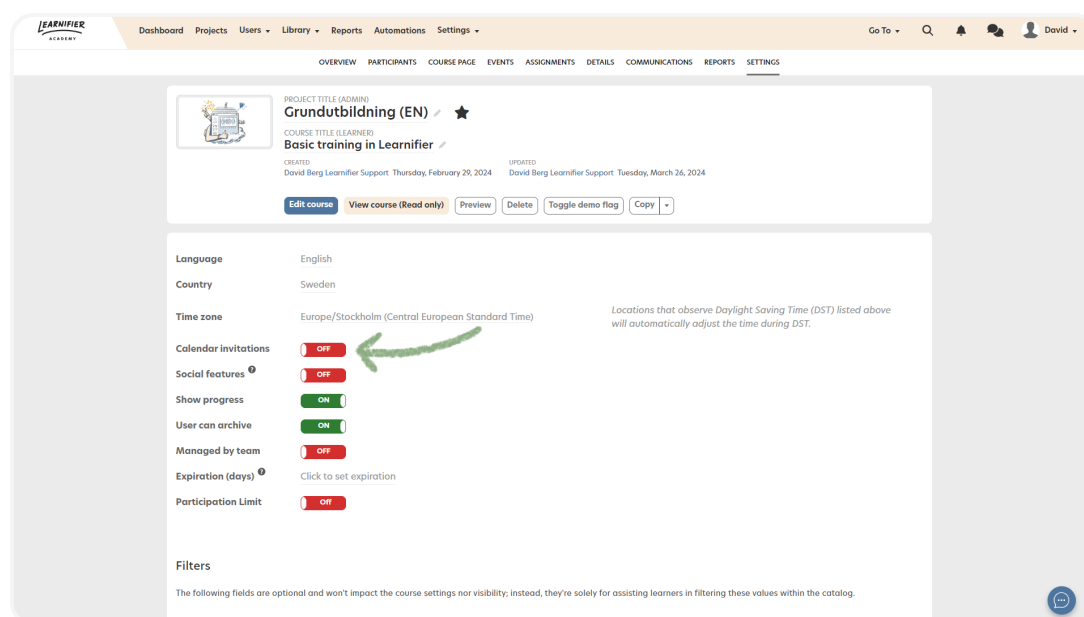 LEARNIFIER
ACADEMY
Dashboard Projects Users Library Reports Automations Settings Go To David
OVERVIEW PARTICIPANTS COURSE PAGE EVENTS ASSIGNMENTS DETAILS COMMUNICATIONS REPORTS SETTINGS
PROJECT TITLE (ADMIN)
Grundutbildning (EN)
COURSE TITLE (LEARNER)
Basic training in Learnifier
CREATED UPDATED
David Berg Learnifier Support Thursday, February 29, 2024 David Berg Learnifier Support Tuesday, March 26, 2024
Edit course View course (Read only) Preview Delete Toggle demo flag Copy
Language English
Country Sweden
Time zone Europe/Stockholm (Central European Standard Time) Locations that observe Daylight Saving Time (DST) listed above
will automatically adjust the time during DST.
Calendar invitations OFF
Social features ? OFF
Show progress ON
User can archive ON
Managed by team OFF
Expiration (days) ? Click to set expiration
Participation Limit Off
Filters
The following fields are optional and won't impact the course settings nor visibility; instead, they're solely for assisting learners in filtering these values within the catalog.